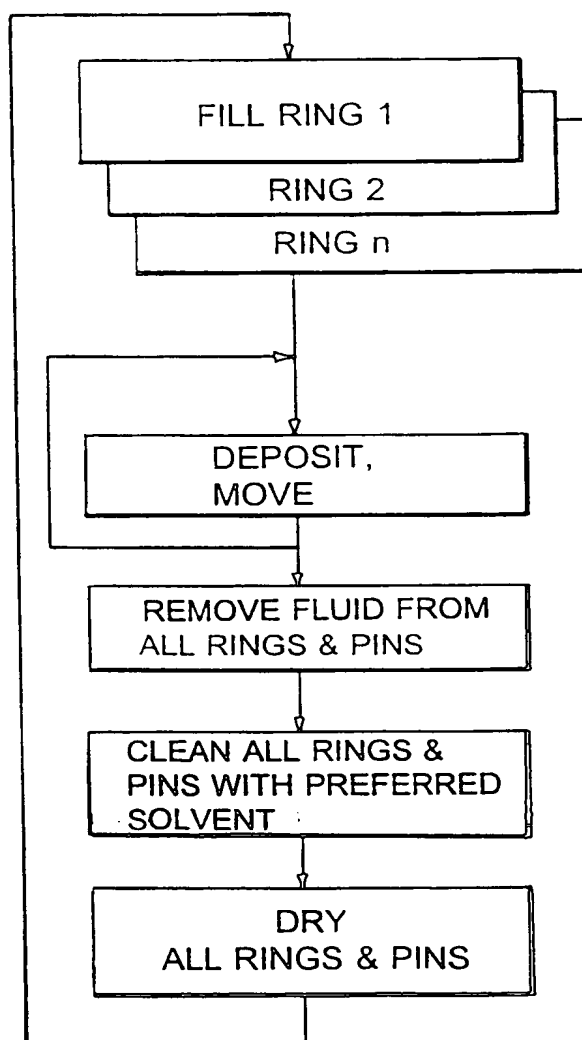 FILL RING 1
RING 2
RING n
DEPOSIT,
MOVE
REMOVE FLUID FROM
ALL RINGS & PINS
CLEAN ALL RINGS &
PINS WITH PREFERRED
SOLVENT
DRY
ALL RINGS & PINS